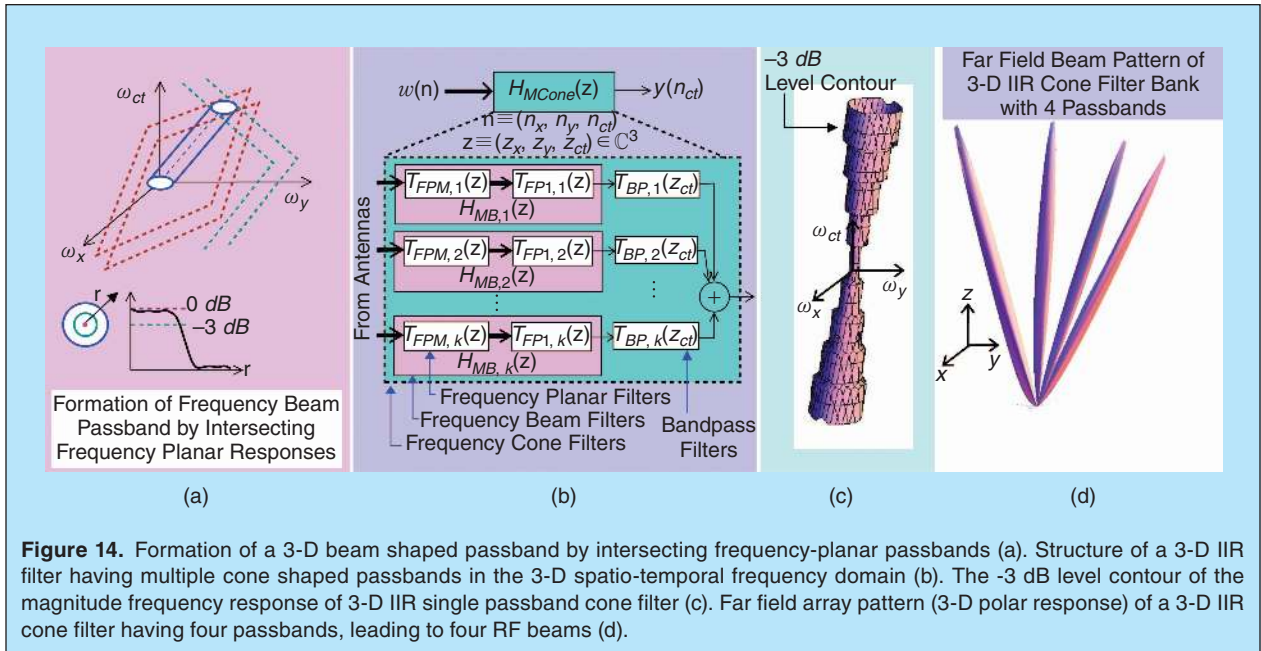 ω_ct
ω_y
ω_x
r
0 dB
−3 dB
r
Formation of Frequency Beam
Passband by Intersecting
Frequency Planar Responses
(a)
w(n)
H_MCone(z)
y(n_ct)
n≡(n_x, n_y, n_ct)
z≡(z_x, z_y, z_ct)∈ℂ³
From Antennas
T_FPM, 1(z)
T_FP1, 1(z)
T_BP, 1(z_ct)
H_MB,1(z)
T_FPM, 2(z)
T_FP1, 2(z)
T_BP, 2(z_ct)
H_MB,2(z)
⋮
⋮
+
T_FPM, k(z)
T_FP1, k(z)
T_BP, k(z_ct)
H_MB, k(z)
Frequency Planar Filters
Frequency Beam Filters
Frequency Cone Filters
Bandpass
Filters
(b)
−3 dB
Level Contour
ω_ct
ω_y
ω_x
(c)
Far Field Beam Pattern of
3-D IIR Cone Filter Bank
with 4 Passbands
z
y
x
(d)
Figure 14. Formation of a 3-D beam shaped passband by intersecting frequency-planar passbands (a). Structure of a 3-D IIR
filter having multiple cone shaped passbands in the 3-D spatio-temporal frequency domain (b). The -3 dB level contour of the
magnitude frequency response of 3-D IIR single passband cone filter (c). Far field array pattern (3-D polar response) of a 3-D IIR
cone filter having four passbands, leading to four RF beams (d).